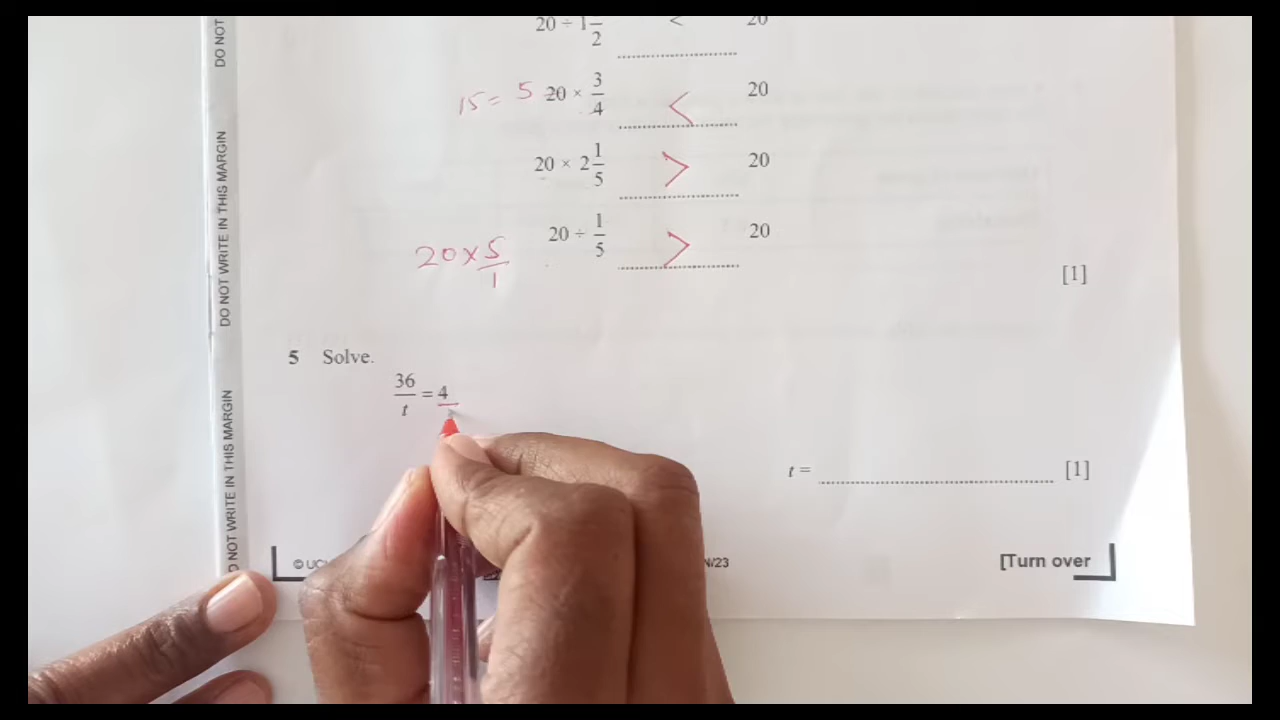 DO NOT
20 ÷ 1 1/2 < 20
15 = 5 20 × 3/4 < 20
DO NOT WRITE IN THIS MARGIN
20 × 2 1/5 > 20
20 × 5/1 20 ÷ 1/5 > 20
[1]
5 Solve.
36/t = 4
DO NOT WRITE IN THIS MARGIN
t = [1]
N/23
[Turn over